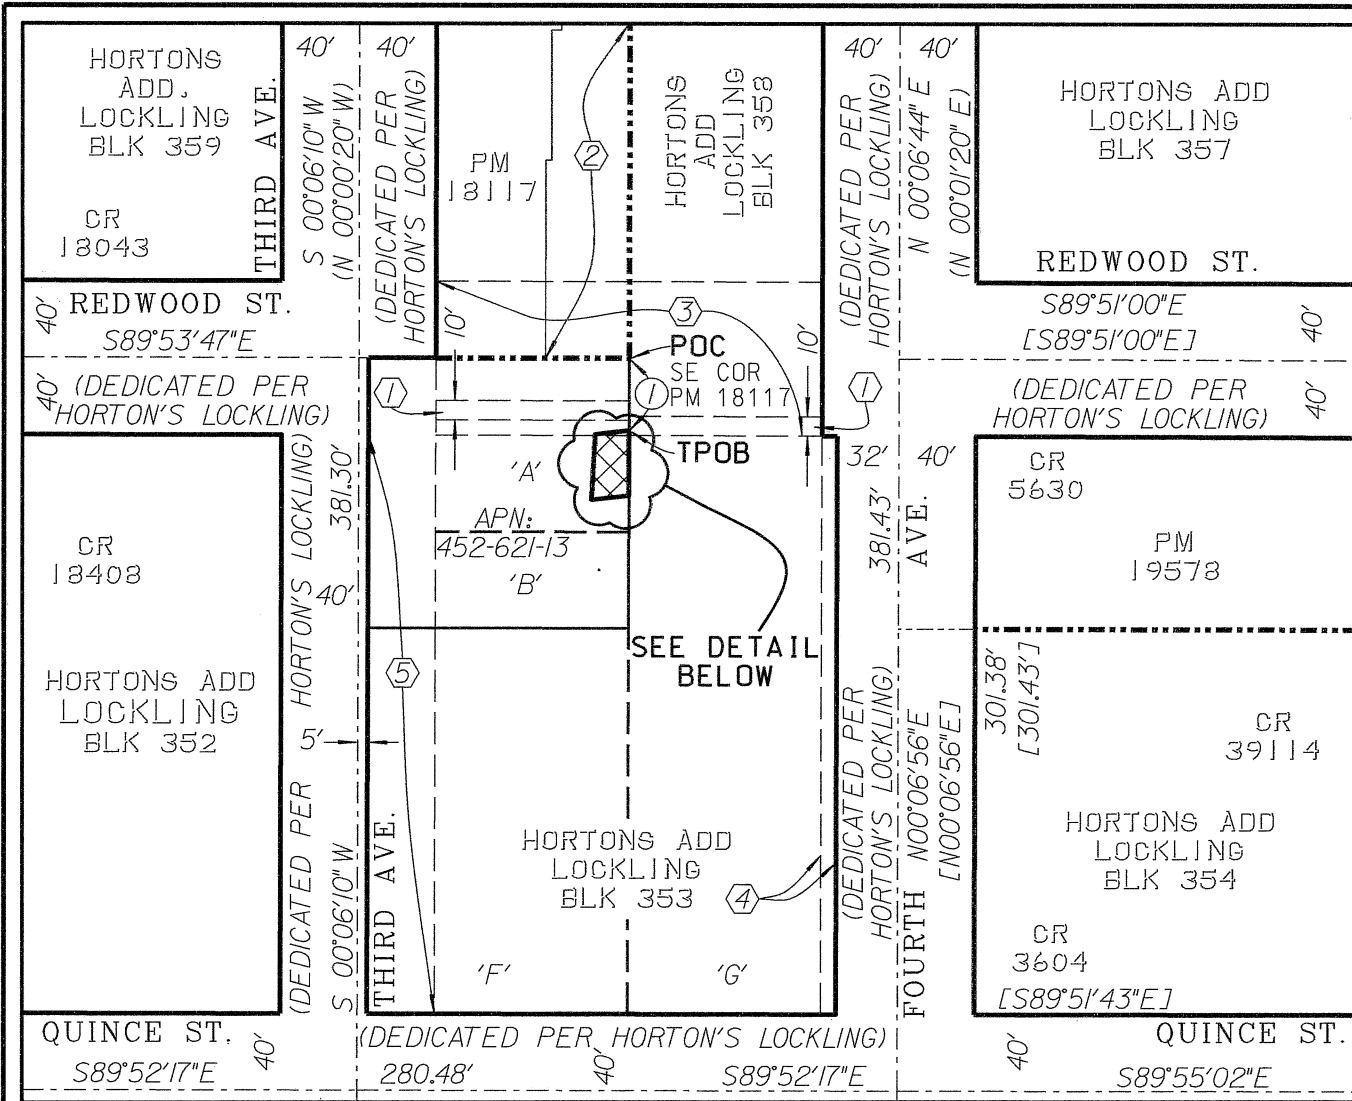 HORTONS
ADD.
LOCKLING
BLK 359
CR
18043
THIRD AVE.
40'
S 00°06'10" W
(N 00°00'20" W)
40'
(DEDICATED PER
HORTON'S LOCKLING)
PM
18117
2
HORTONS
ADD
LOCKLING
BLK 358
40'
(DEDICATED PER
HORTON'S LOCKLING)
40'
N 00°06'44" E
(N 00°01'20" E)
HORTONS ADD
LOCKLING
BLK 357
REDWOOD ST.
40'
REDWOOD ST.
S89°53'47"E
10'
3
10'
S89°51'00"E
[S89°51'00"E]
40'
POC
SE COR
PM 18117
1
40'
(DEDICATED PER
HORTON'S LOCKLING)
1
1
(DEDICATED PER
HORTON'S LOCKLING)
40'
TPOB
'A'
APN:
452-621-13
'B'
32'
40'
381.43'
AVE.
CR
5630
PM
19578
CR
18408
HORTONS ADD
LOCKLING
BLK 352
381.30'
40'
5'
(DEDICATED PER HORTON'S LOCKLING)
S 00°06'10" W
THIRD AVE.
5
SEE DETAIL
BELOW
HORTONS ADD
LOCKLING
BLK 353
4
'F'
'G'
(DEDICATED PER
HORTON'S LOCKLING)
FOURTH
N00°06'56"E
[N00°06'56"E]
301.38'
[301.43']
CR
39114
HORTONS ADD
LOCKLING
BLK 354
CR
3604
[S89°51'43"E]
QUINCE ST.
40'
S89°52'17"E
(DEDICATED PER HORTON'S LOCKLING)
280.48'
40'
S89°52'17"E
40'
QUINCE ST.
S89°55'02"E